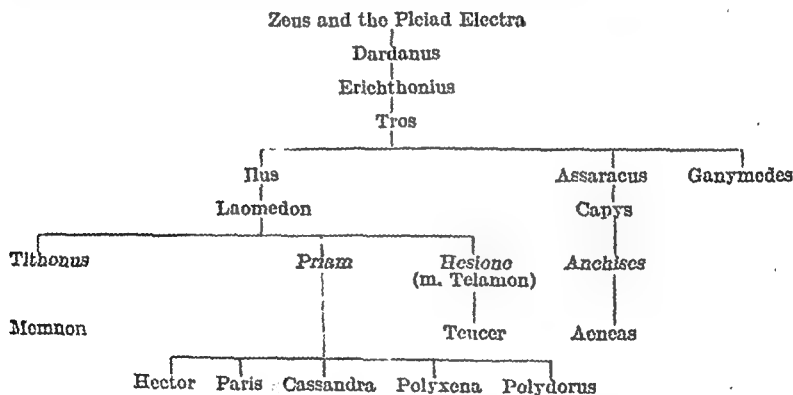 Zeus and the Pleiad Electra
Dardanus
Erichthonius
Tros
Ilus Assaracus Ganymedes
Laomedon Capys
Tithonus Priam Hesione Anchises
(m. Telamon)
Memnon Teucer Aeneas
Hector Paris Cassandra Polyxena Polydorus